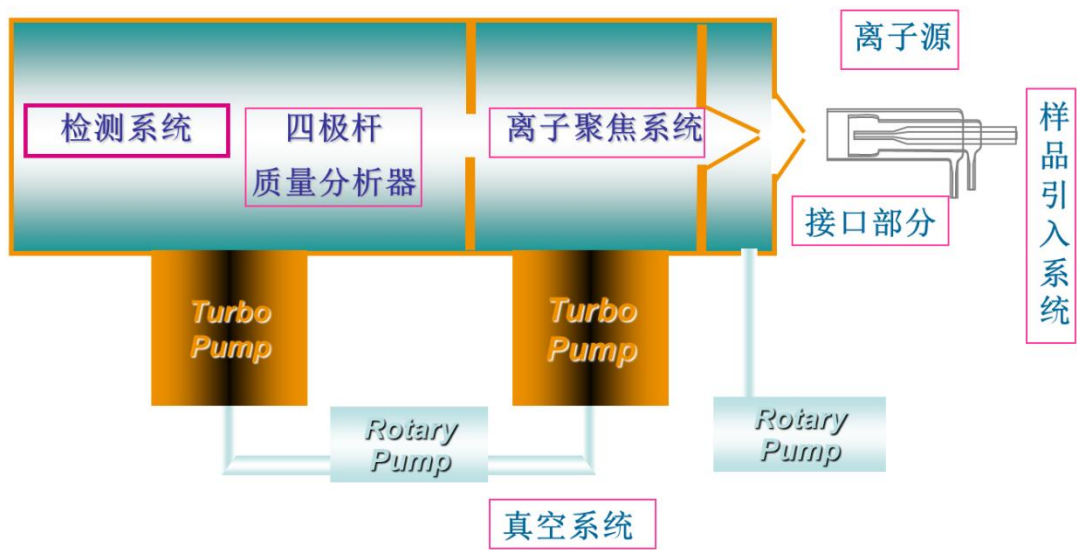 离子源
检测系统
四极杆
质量分析器
离子聚焦系统
样品引入系统
接口部分
Turbo
Pump
Turbo
Pump
Rotary
Pump
Rotary
Pump
真空系统